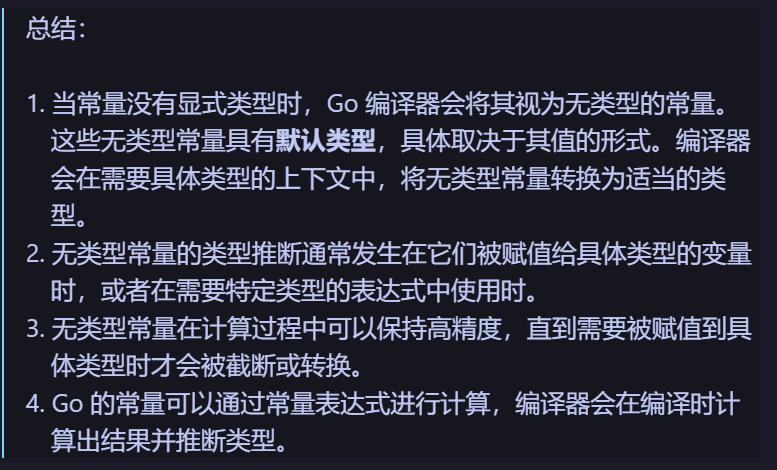 总结：
1. 当常量没有显式类型时，Go 编译器会将其视为无类型的常量。
这些无类型常量具有默认类型，具体取决于其值的形式。编译器
会在需要具体类型的上下文中，将无类型常量转换为适当的类
型。
2. 无类型常量的类型推断通常发生在它们被赋值给具体类型的变量
时，或者在需要特定类型的表达式中使用时。
3. 无类型常量在计算过程中可以保持高精度，直到需要被赋值到具
体类型时才会被截断或转换。
4. Go 的常量可以通过常量表达式进行计算，编译器会在编译时计
算出结果并推断类型。